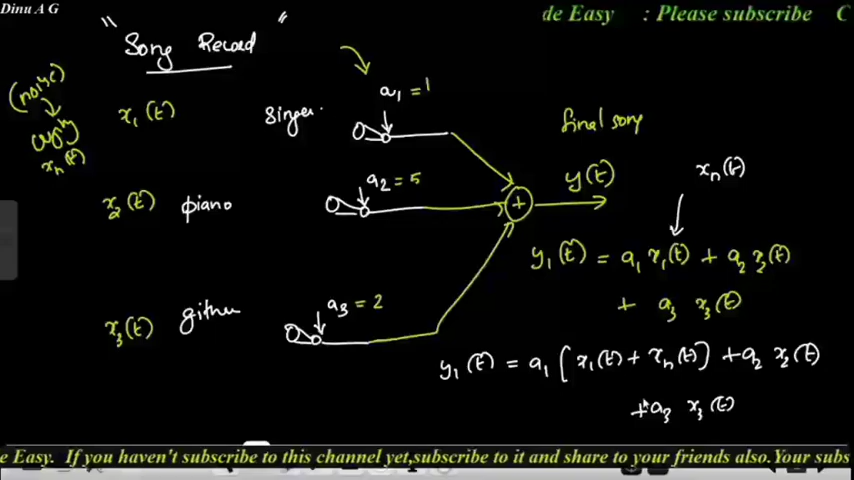 Dinu A G
de Easy : Please subscribe C
" Song Record "
(noise)
x₁(t)
singer
a₁ = 1
final song
xₙ(t)
a₂ = 5
y(t)
xₙ(t)
x₂(t) piano
y₁(t) = a₁ x₁(t) + a₂ x₂(t)
+ a₃ x₃(t)
a₃ = 2
x₃(t)
y₁(t) = a₁ [x₁(t) + xₙ(t)] + a₂ x₂(t)
+a₃ x₃(t)
+
e Easy. If you haven't subscribe to this channel yet,subscribe to it and share to your friends also.Your subs